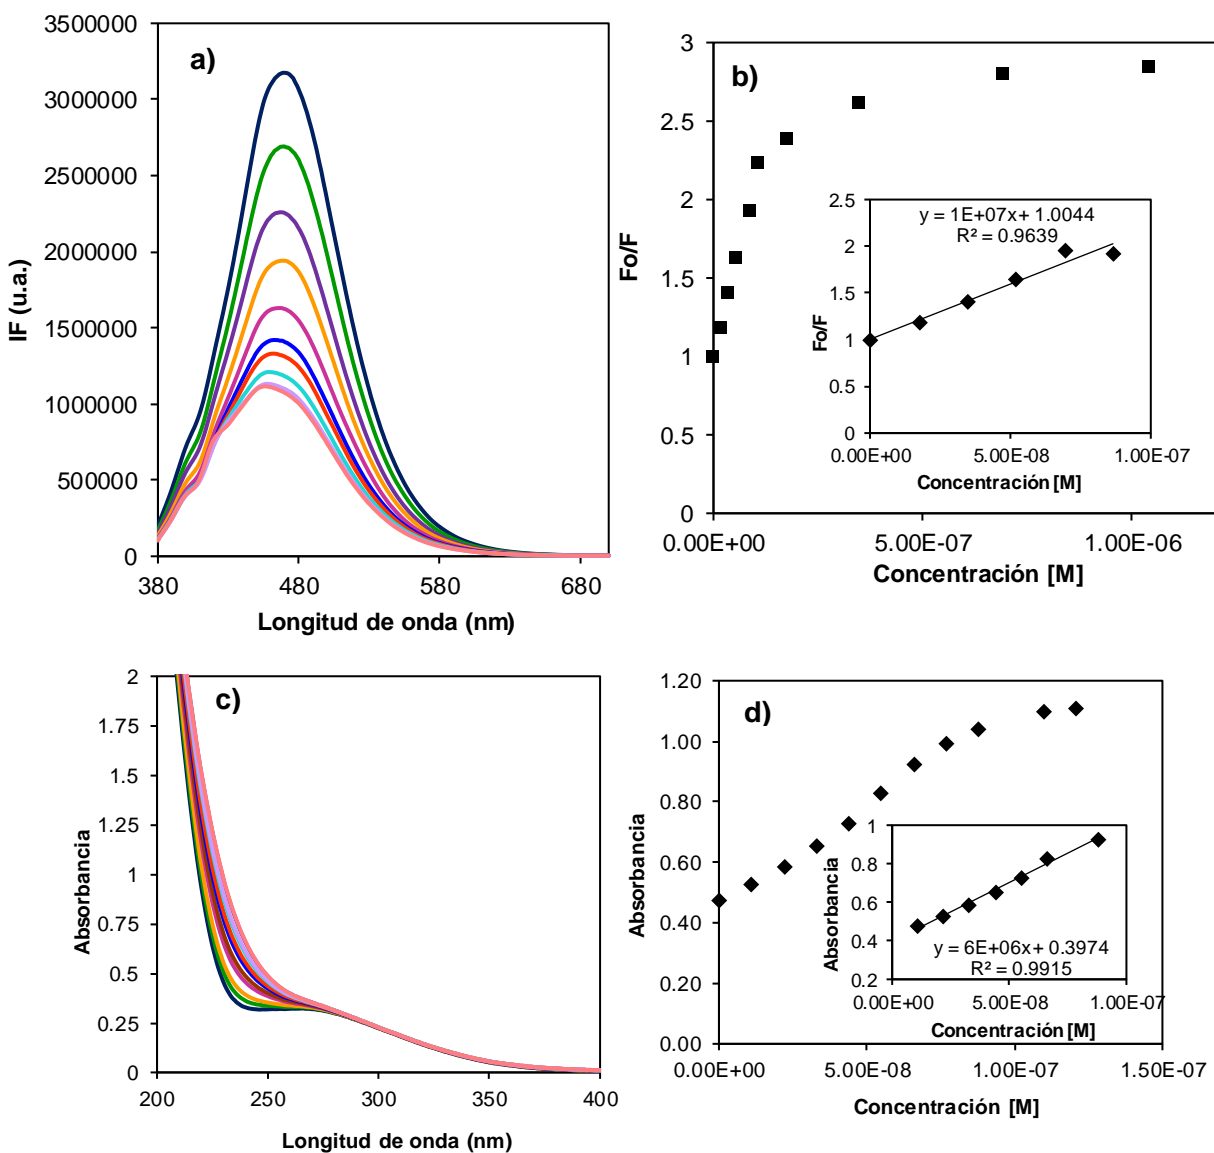 a)
3500000
3000000
2500000
2000000
1500000
1000000
500000
0
IF (u.a.)
380
480
580
680
Longitud de onda (nm)
b)
3
2.5
2
1.5
1
0.5
0
Fo/F
0.00E+00
5.00E-07
1.00E-06
Concentración [M]
y = 1E+07x+ 1.0044
R² = 0.9639
2.5
2
1.5
1
0.5
0
Fo/F
0.00E+00
5.00E-08
1.00E-07
Concentración [M]
c)
2
1.75
1.5
1.25
1
0.75
0.5
0.25
0
Absorbancia
200
250
300
350
400
Longitud de onda (nm)
d)
1.20
1.00
0.80
0.60
0.40
0.20
0.00
Absorbancia
0.00E+00
5.00E-08
1.00E-07
1.50E-07
Concentración [M]
1
0.8
0.6
0.4
0.2
Absorbancia
y = 6E+06x+ 0.3974
R² = 0.9915
0.00E+00
5.00E-08
1.00E-07
Concentración [M]